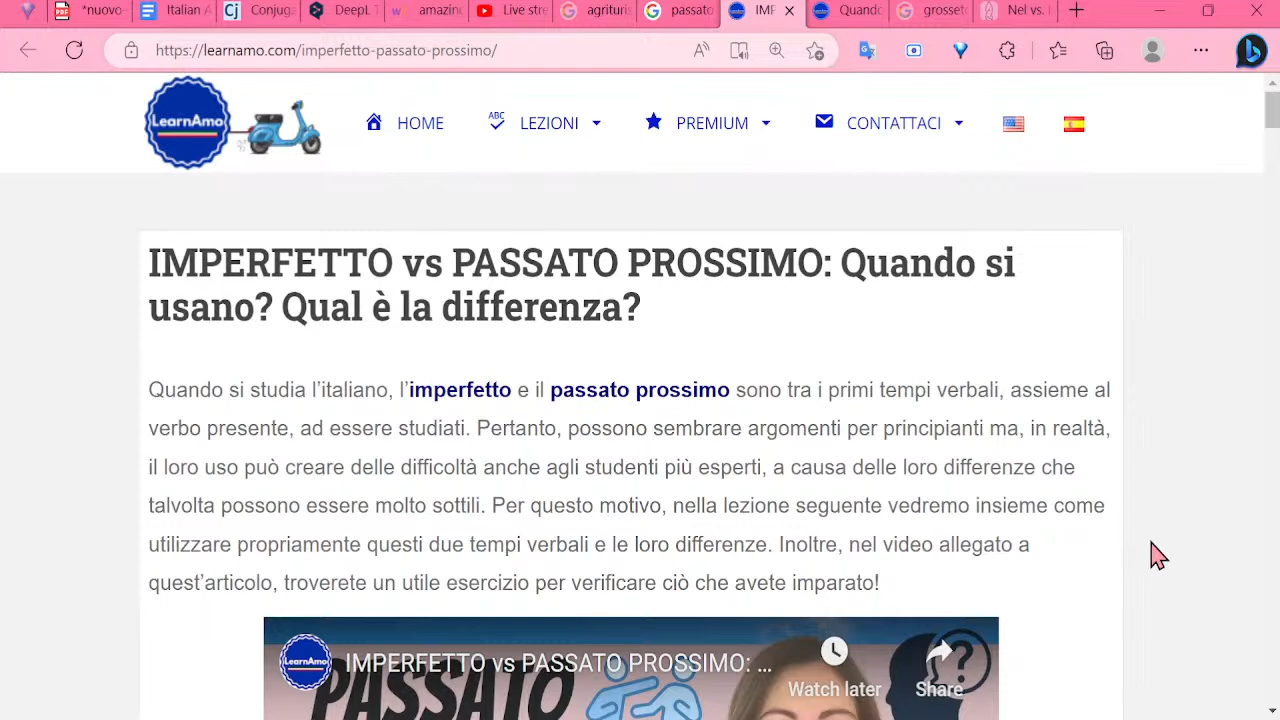 *nuovo- Italian A Conjuga DeepL T amazine Live stre agrituris passato IMP Quando grosset Nel vs. I
https://learnamo.com/imperfetto-passato-prossimo/
LearnAmo HOME LEZIONI PREMIUM CONTATTACI
IMPERFETTO vs PASSATO PROSSIMO: Quando si
usano? Qual è la differenza?
Quando si studia l’italiano, l’imperfetto e il passato prossimo sono tra i primi tempi verbali, assieme al
verbo presente, ad essere studiati. Pertanto, possono sembrare argomenti per principianti ma, in realtà,
il loro uso può creare delle difficoltà anche agli studenti più esperti, a causa delle loro differenze che
talvolta possono essere molto sottili. Per questo motivo, nella lezione seguente vedremo insieme come
utilizzare propriamente questi due tempi verbali e le loro differenze. Inoltre, nel video allegato a
quest’articolo, troverete un utile esercizio per verificare ciò che avete imparato!
LearnAmo IMPERFETTO vs PASSATO PROSSIMO: ...
Watch later Share
PASSATO